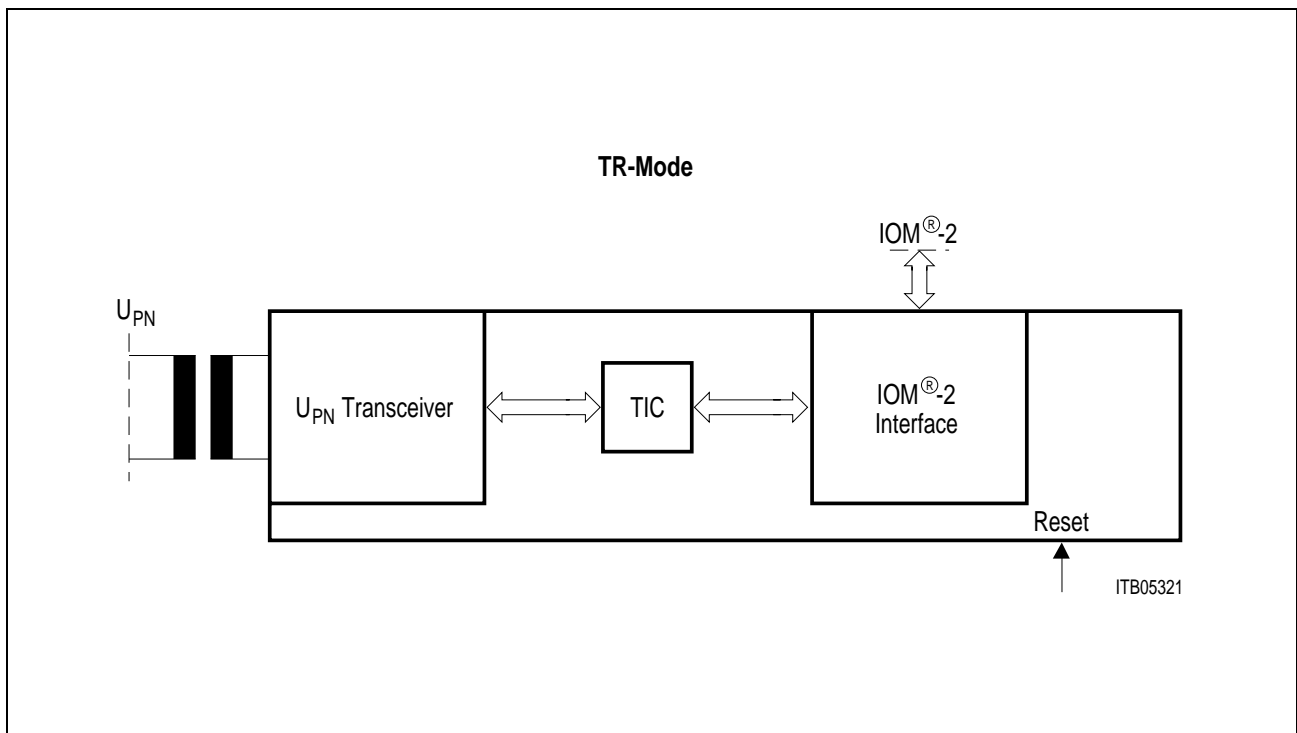 TR-Mode
IOM®-2
UPN
UPN Transceiver
TIC
IOM®-2
Interface
Reset
ITB05321